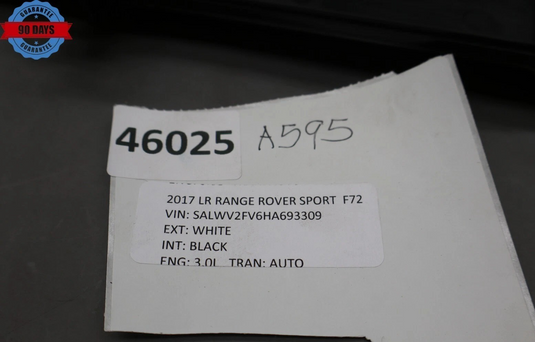 GUARANTEE
90 DAYS
GUARANTEE
46025 A595
2017 LR RANGE ROVER SPORT F72
VIN: SALWV2FV6HA693309
EXT: WHITE
INT: BLACK
ENG: 3.0L TRAN: AUTO